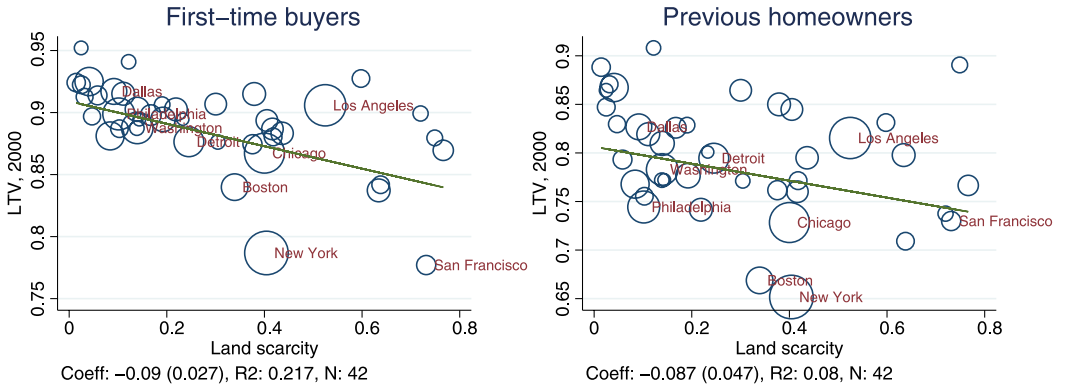 First−time buyers
LTV, 2000
0.95
0.9
0.85
0.8
0.75
Dallas
Philadelphia
Washington
Detroit
Los Angeles
Chicago
Boston
New York
San Francisco
0 0.2 0.4 0.6 0.8
Land scarcity
Coeff: −0.09 (0.027), R2: 0.217, N: 42
Previous homeowners
LTV, 2000
0.9
0.85
0.8
0.75
0.7
0.65
Dallas
Los Angeles
Detroit
Washington
Philadelphia
Chicago
San Francisco
Boston
New York
0 0.2 0.4 0.6 0.8
Land scarcity
Coeff: −0.087 (0.047), R2: 0.08, N: 42